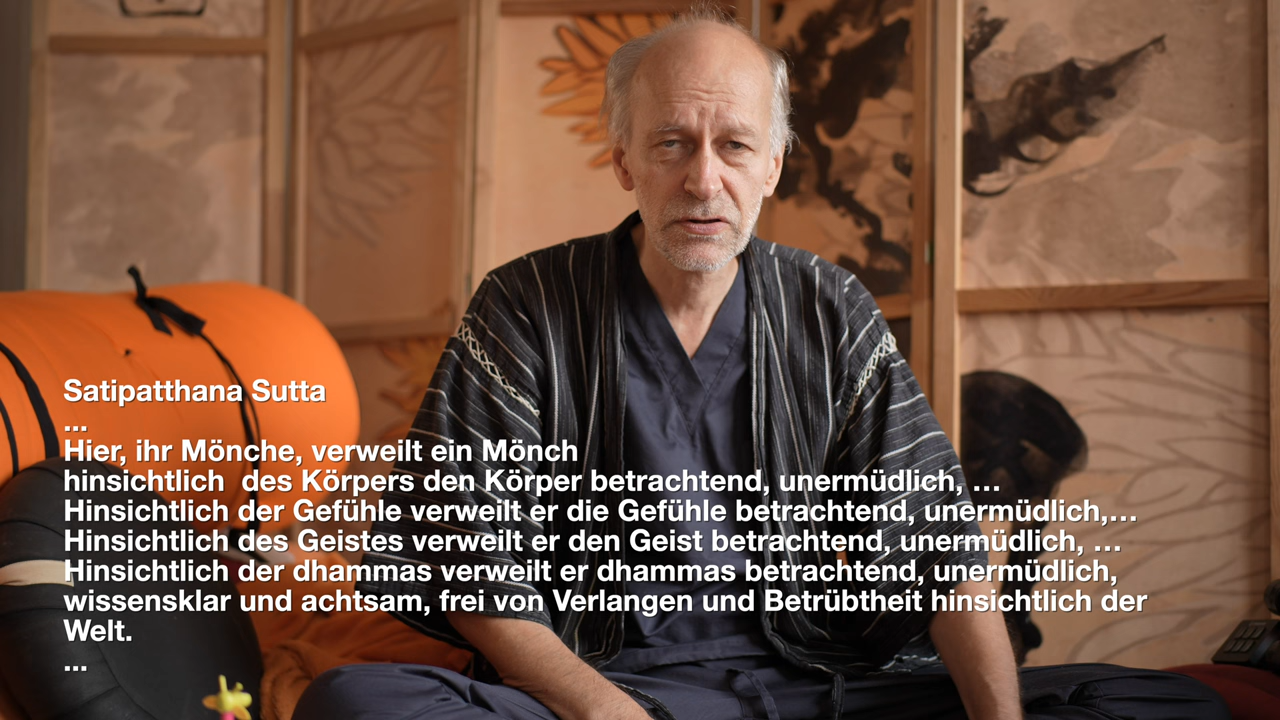 Satipatthana Sutta
...
Hier, ihr Mönche, verweilt ein Mönch
hinsichtlich  des Körpers den Körper betrachtend, unermüdlich, ...
Hinsichtlich der Gefühle verweilt er die Gefühle betrachtend, unermüdlich,...
Hinsichtlich des Geistes verweilt er den Geist betrachtend, unermüdlich, ...
Hinsichtlich der dhammas verweilt er dhammas betrachtend, unermüdlich,
wissensklar und achtsam, frei von Verlangen und Betrübtheit hinsichtlich der
Welt.
...